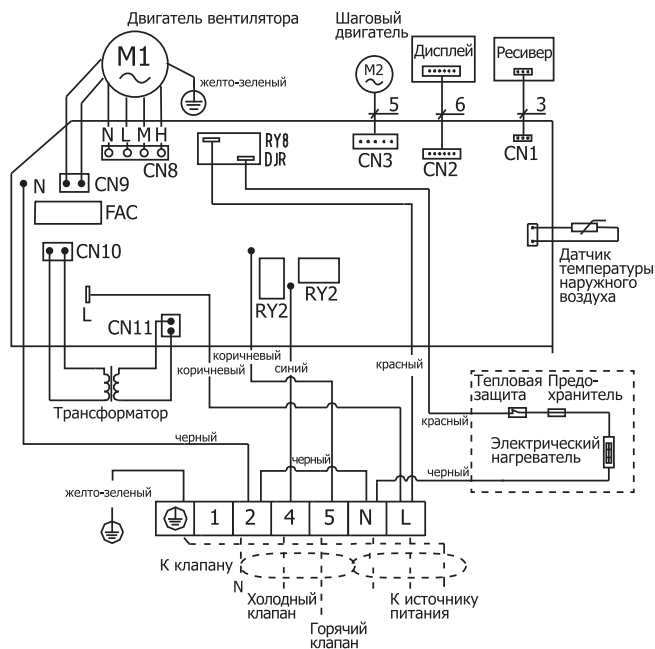 Двигатель вентилятора
Шаговый
двигатель
M1
M2
Дисплей
Ресивер
желто-зеленый
5
6
3
N L M H
CN8
RY8
DJR
CN3
CN2
CN1
N
CN9
FAC
CN10
RY2
RY2
L
CN11
Датчик
температуры
наружного
воздуха
коричневый
коричневый
синий
красный
Трансформатор
Тепловая
защита
Предо-
хранитель
красный
Электрический
нагреватель
черный
черный
черный
желто-зеленый
1 2 4 5 N L
К клапану
N
Холодный
клапан
Горячий
клапан
К источнику
питания